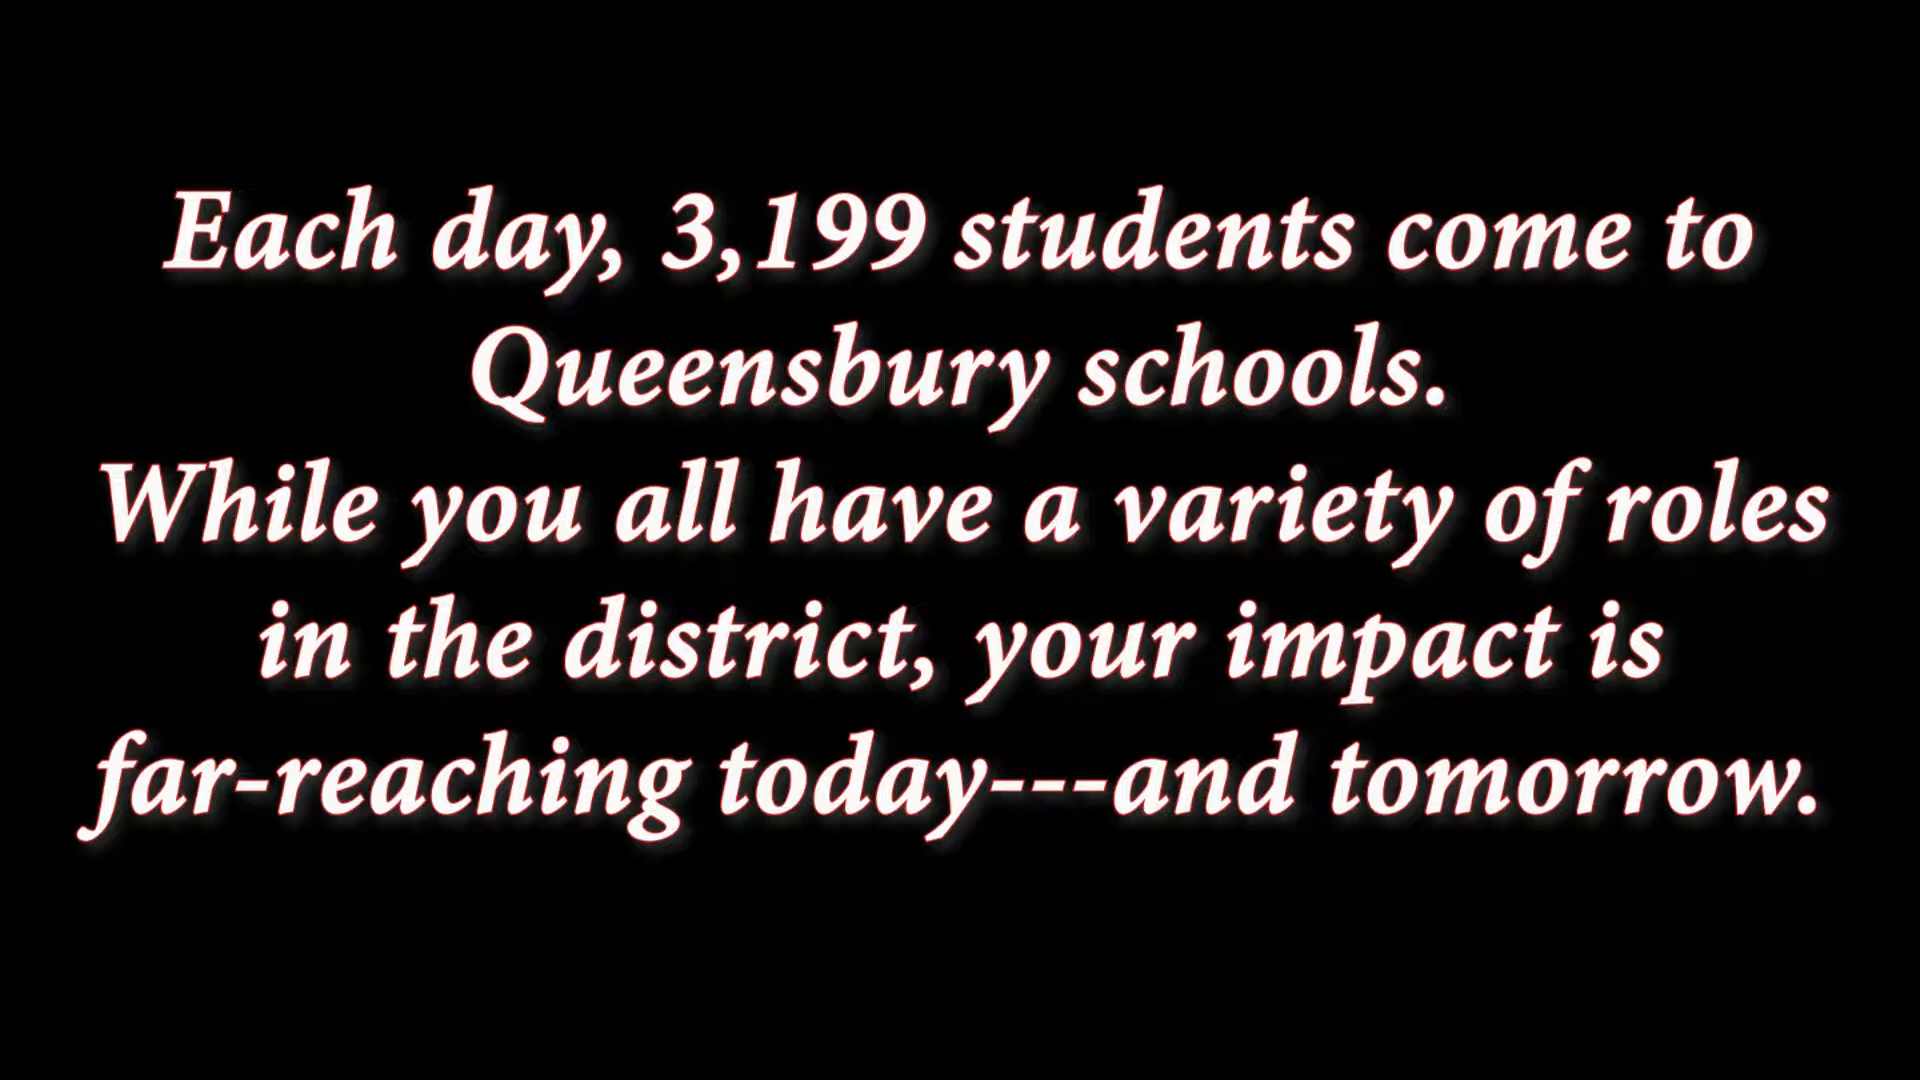 Each day, 3,199 students come to
Queensbury schools.
While you all have a variety of roles
in the district, your impact is
far-reaching today---and tomorrow.